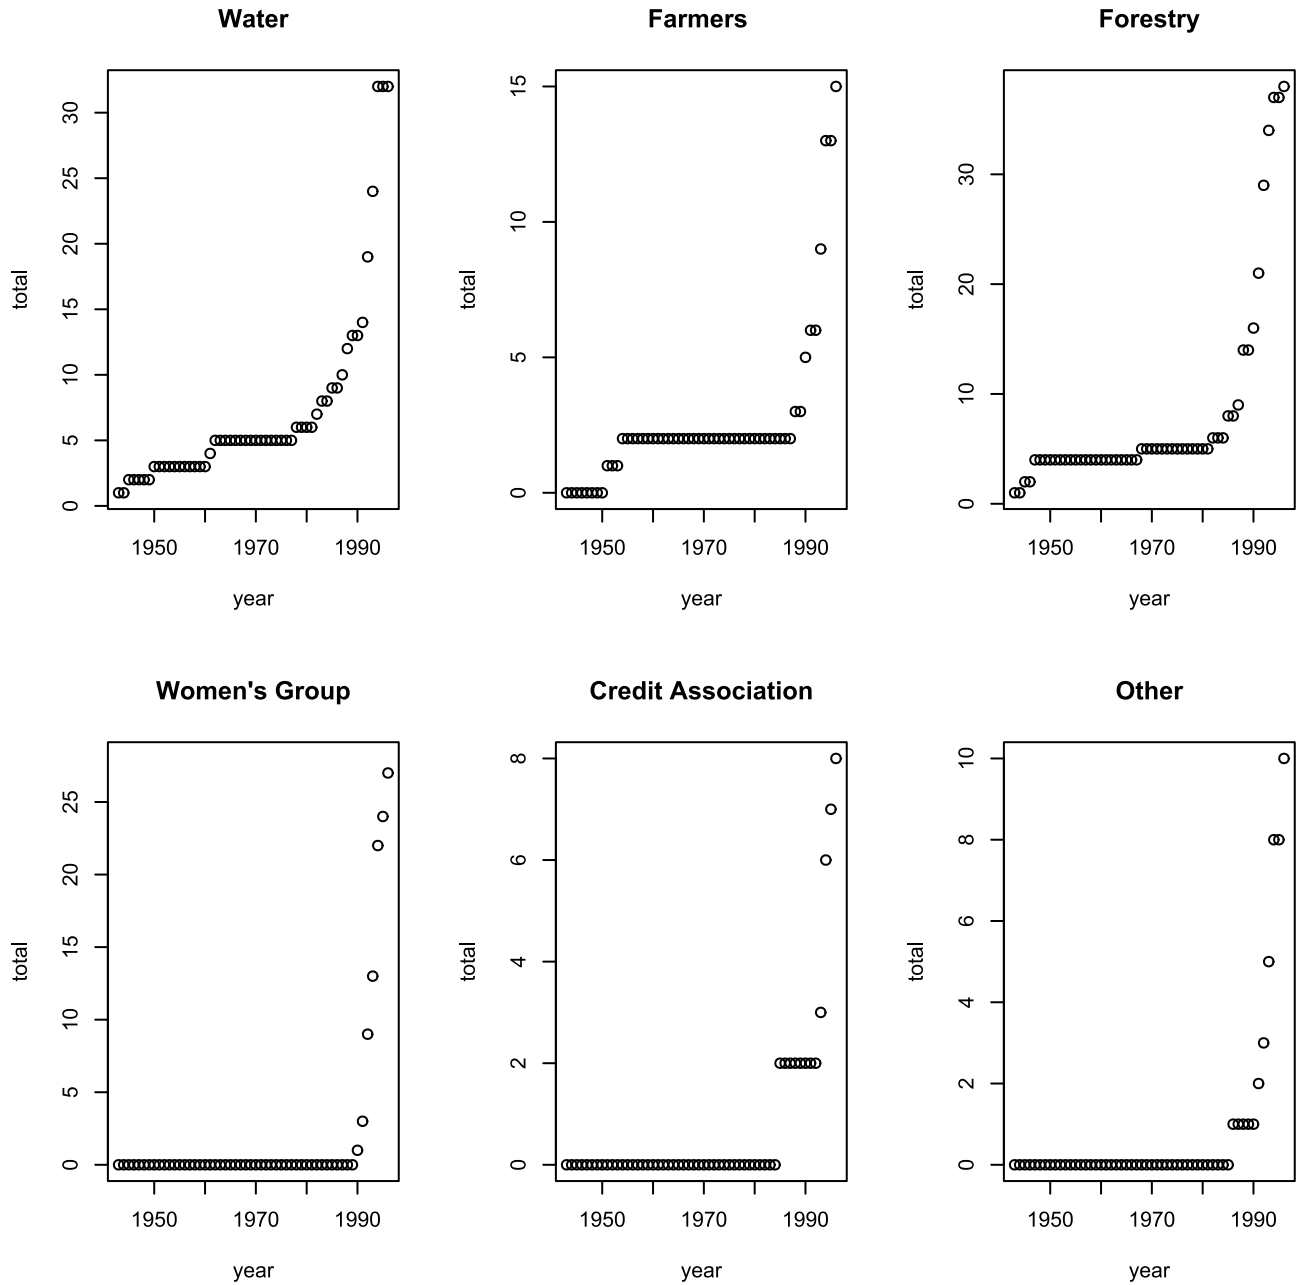 Water
Farmers
Forestry
total
0 5 10 15 20 25 30
1950 1970 1990
year
total
0 5 10 15
1950 1970 1990
year
total
0 10 20 30
1950 1970 1990
year
Women's Group
Credit Association
Other
total
0 5 10 15 20 25
1950 1970 1990
year
total
0 2 4 6 8
1950 1970 1990
year
total
0 2 4 6 8 10
1950 1970 1990
year